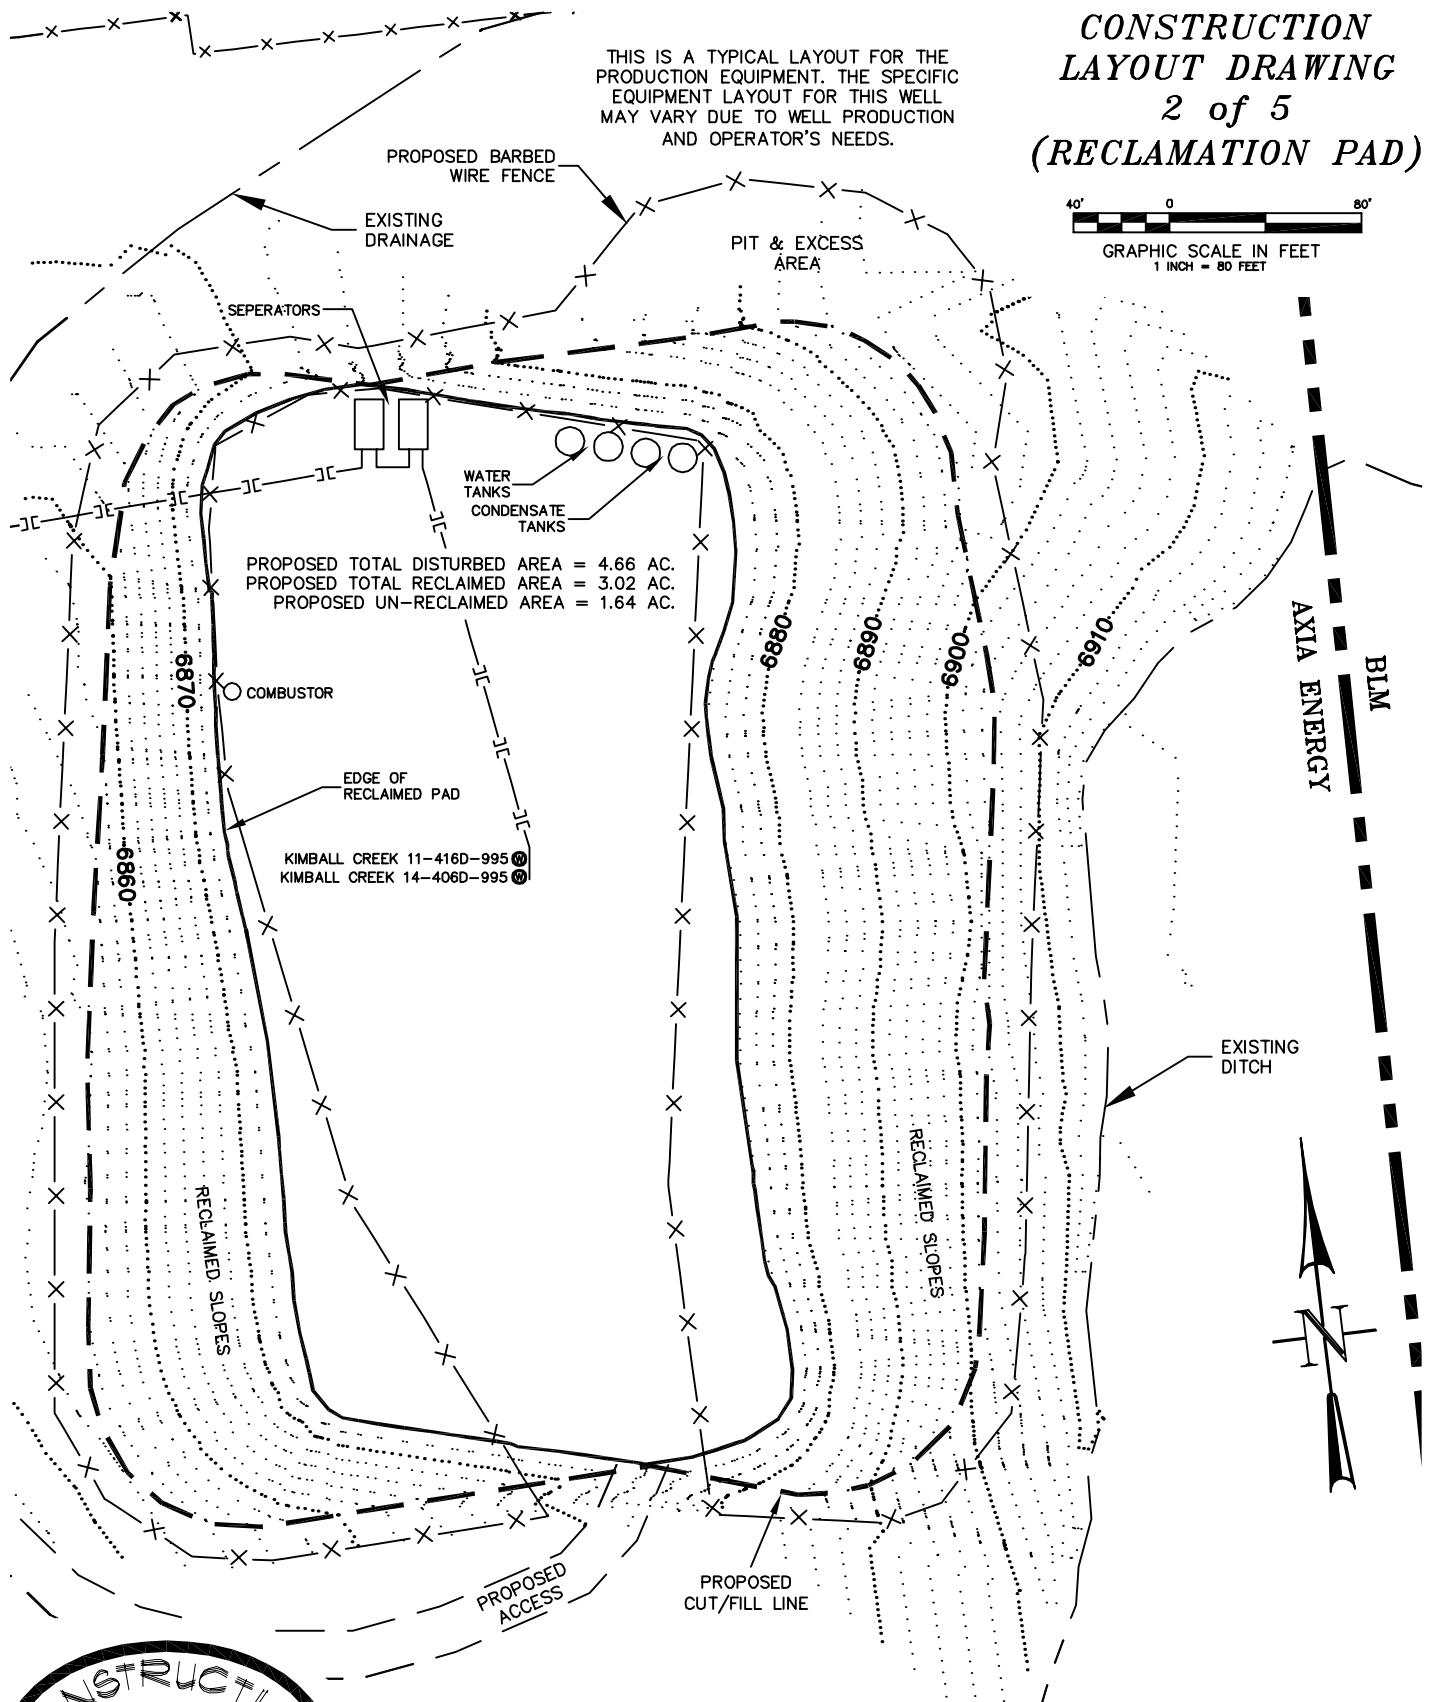 CONSTRUCTION
LAYOUT DRAWING
2 of 5
(RECLAMATION PAD)
THIS IS A TYPICAL LAYOUT FOR THE
PRODUCTION EQUIPMENT. THE SPECIFIC
EQUIPMENT LAYOUT FOR THIS WELL
MAY VARY DUE TO WELL PRODUCTION
AND OPERATOR'S NEEDS.
PROPOSED BARBED
WIRE FENCE
40' 0 80'
GRAPHIC SCALE IN FEET
1 INCH = 80 FEET
EXISTING
DRAINAGE
PIT & EXCESS
AREA
SEPERATORS
WATER
TANKS
CONDENSATE
TANKS
PROPOSED TOTAL DISTURBED AREA = 4.66 AC.
PROPOSED TOTAL RECLAIMED AREA = 3.02 AC.
PROPOSED UN-RECLAIMED AREA = 1.64 AC.
6880
6890
6900
6910
6870
6860
BLM
AXIA ENERGY
COMBUSTOR
EDGE OF
RECLAIMED PAD
KIMBALL CREEK 11-416D-995 W
KIMBALL CREEK 14-406D-995 W
EXISTING
DITCH
RECLAIMED SLOPES
RECLAIMED SLOPES
N
PROPOSED
ACCESS
PROPOSED
CUT/FILL LINE